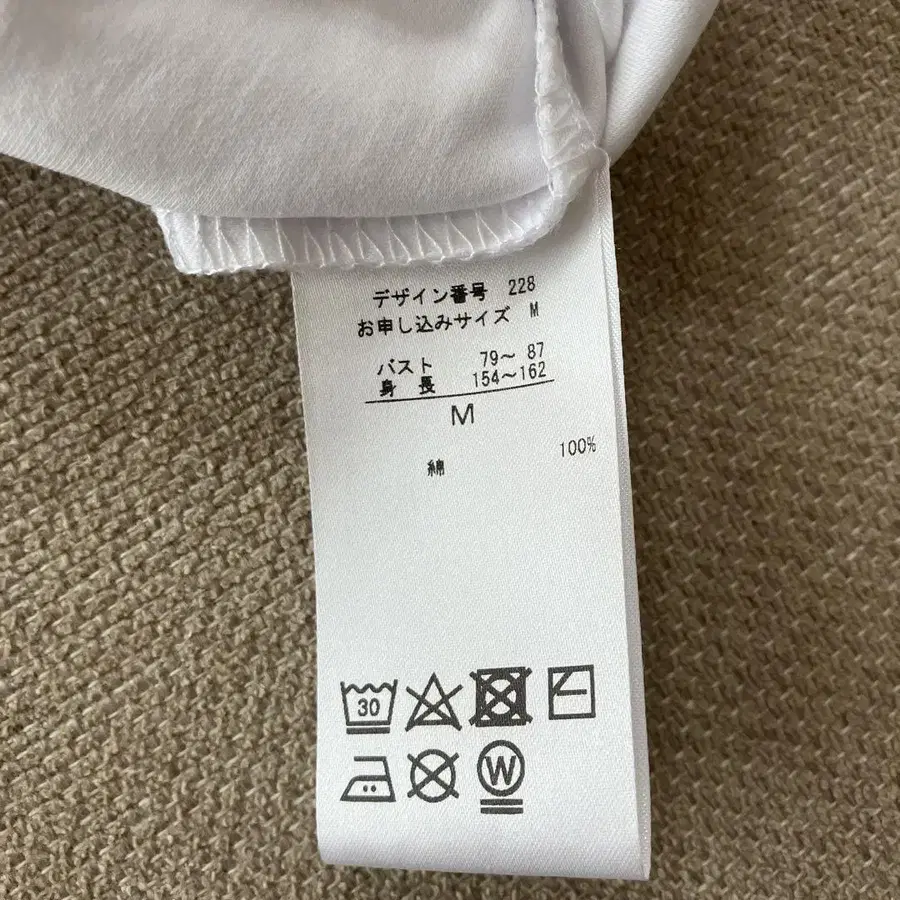 デザイン番号 228
お申し込みサイズ M
バスト 79～ 87
身 長 154～162
M
綿 100%
30
W